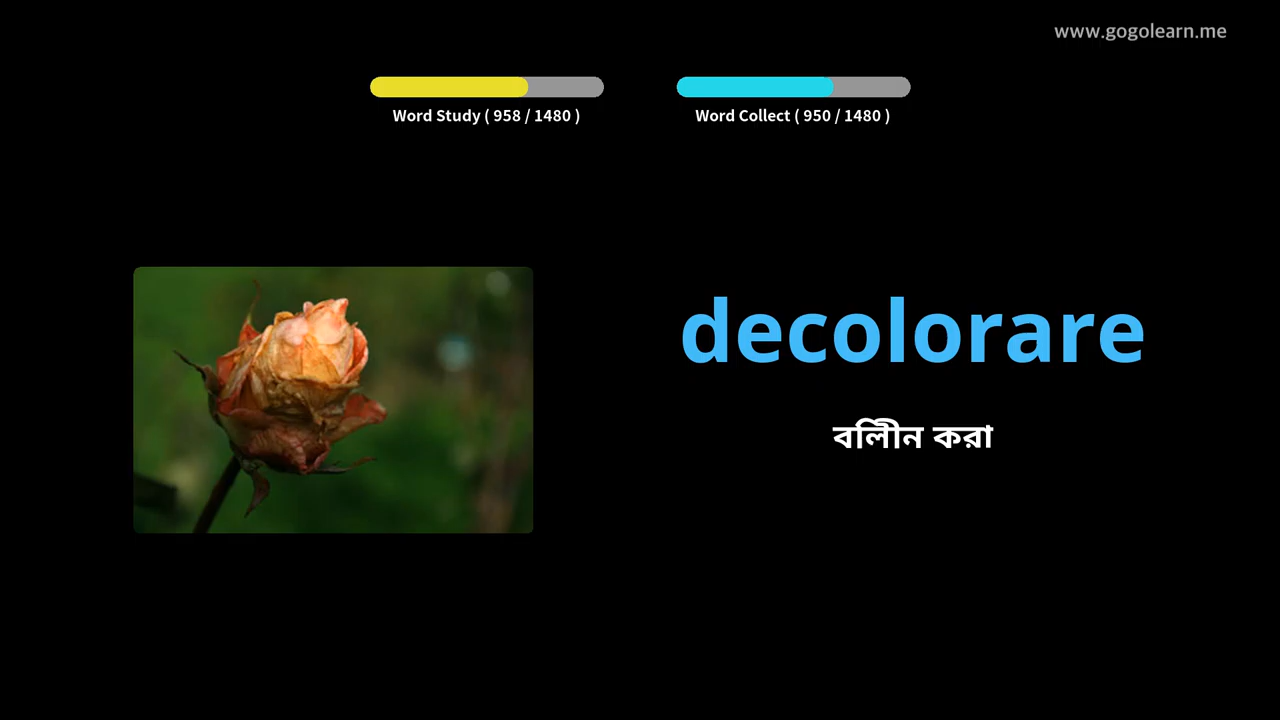 www.gogolearn.me
Word Study ( 958 / 1480 )
Word Collect ( 950 / 1480 )
decolorare
বলিীন করা